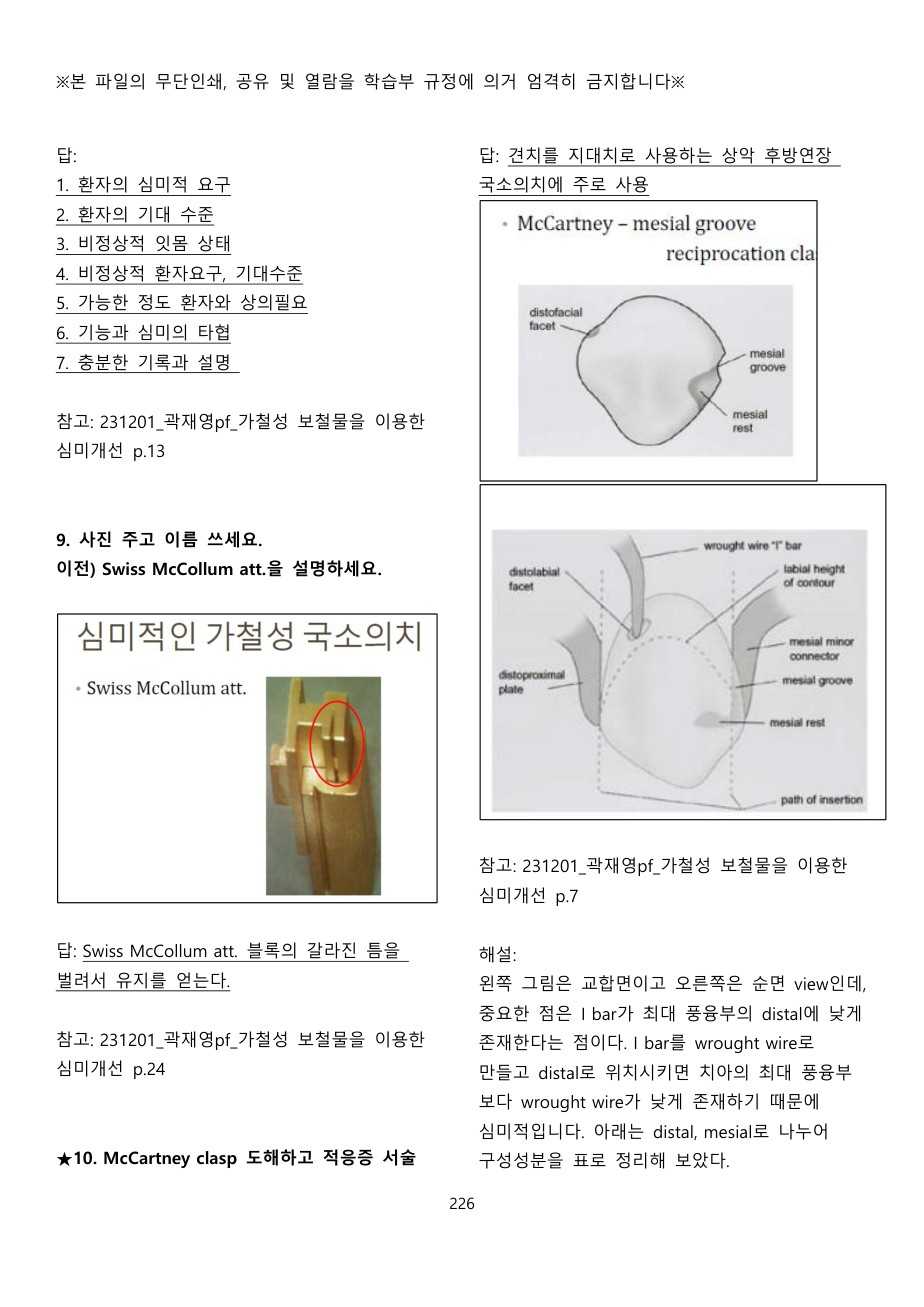 ※본 파일의 무단인쇄, 공유 및 열람을 학습부 규정에 의거 엄격히 금지합니다※
답:
1. 환자의 심미적 요구
2. 환자의 기대 수준
3. 비정상적 잇몸 상태
4. 비정상적 환자요구, 기대수준
5. 가능한 정도 환자와 상의필요
6. 기능과 심미의 타협
7. 충분한 기록과 설명
참고: 231201_곽재영pf_가철성 보철물을 이용한
심미개선 p.13
9. 사진 주고 이름 쓰세요.
이전) Swiss McCollum att.을 설명하세요.
심미적인 가철성 국소의치
• Swiss McCollum att.
답: Swiss McCollum att. 블록의 갈라진 틈을
벌려서 유지를 얻는다.
참고: 231201_곽재영pf_가철성 보철물을 이용한
심미개선 p.24
★10. McCartney clasp 도해하고 적응증 서술
답: 견치를 지대치로 사용하는 상악 후방연장
국소의치에 주로 사용
• McCartney – mesial groove
reciprocation cla
distofacial
facet
mesial
groove
mesial
rest
wrought wire "I" bar
distolabial
facet
labial height
of contour
mesial minor
connector
distoproximal
plate
mesial groove
mesial rest
path of insertion
참고: 231201_곽재영pf_가철성 보철물을 이용한
심미개선 p.7
해설:
왼쪽 그림은 교합면이고 오른쪽은 순면 view인데,
중요한 점은 I bar가 최대 풍융부의 distal에 낮게
존재한다는 점이다. I bar를 wrought wire로
만들고 distal로 위치시키면 치아의 최대 풍융부
보다 wrought wire가 낮게 존재하기 때문에
심미적입니다. 아래는 distal, mesial로 나누어
구성성분을 표로 정리해 보았다.
226